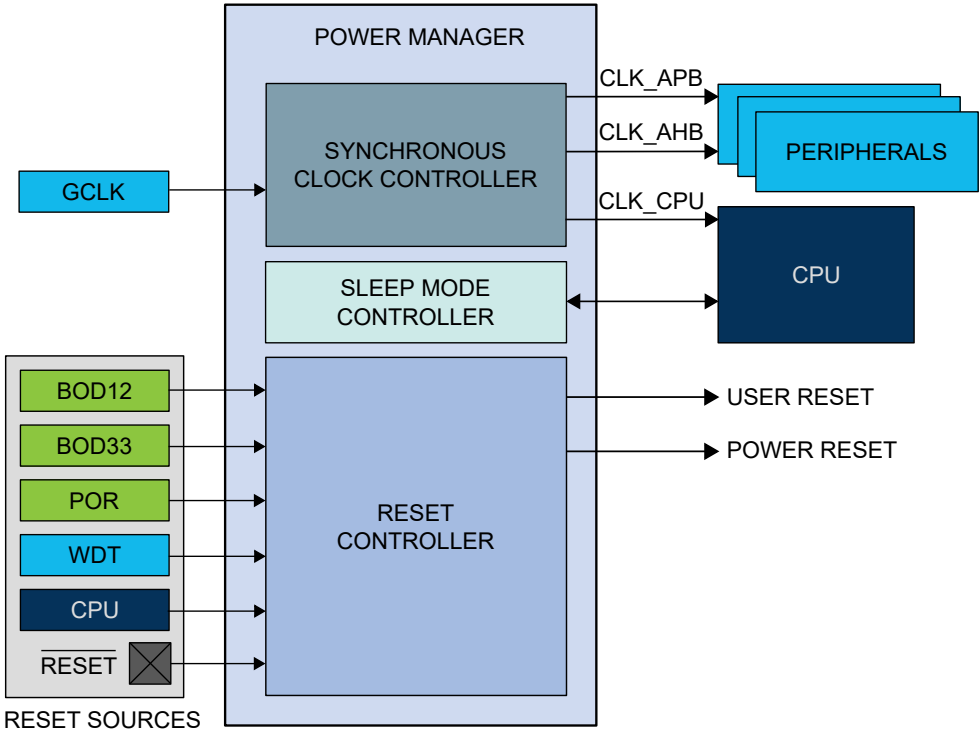 POWER MANAGER
CLK_APB
SYNCHRONOUS
CLOCK CONTROLLER
CLK_AHB
PERIPHERALS
GCLK
CLK_CPU
CPU
SLEEP MODE
CONTROLLER
BOD12
BOD33
POR
WDT
CPU
RESET
RESET SOURCES
RESET
CONTROLLER
USER RESET
POWER RESET